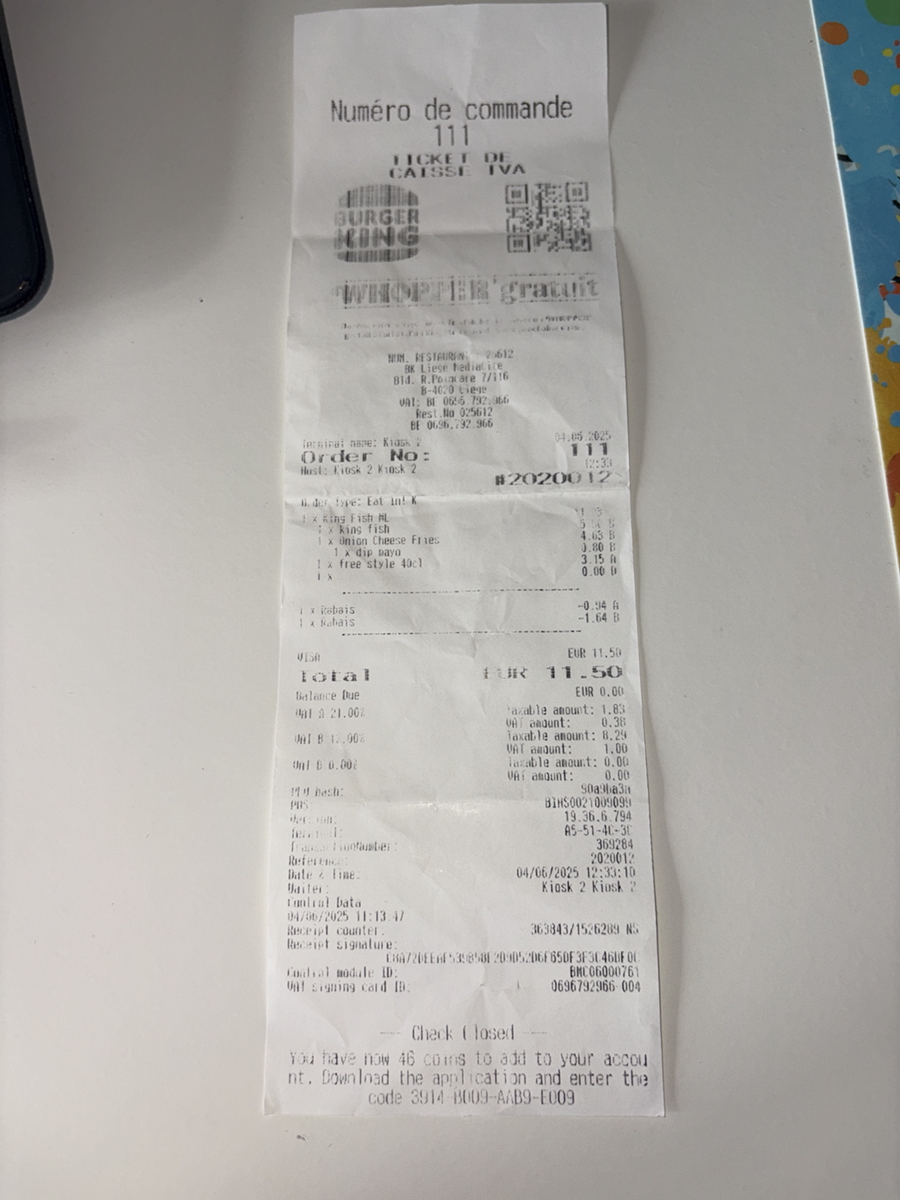 Numéro de commande
111
TICKET DE
CAISSE TVA
BURGER
KING
WHOPPER gratuit
NUM. RESTAURAN 25612
BK Liege Mediacite
Bld. R.Poincare 7/116
B-4020 Liege
VAT: BE 0696.792.966
Rest.No 025612
BE 0696.792.966
04.06.2025
Terminal name: Kiosk 2
Order No: 111
12:33
Host: Kiosk 2 Kiosk 2
#2020012
Order type: Eat In! K
1 x King Fish ML
1 x king fish
1 x Onion Cheese Fries 4.63 B
1 x dip mayo 0.80 B
1 x free style 40cl 3.15 A
1 x 0.00 D
1 x Rabais -0.94 A
1 x Rabais -1.64 B
VISA EUR 11.50
Total EUR 11.50
Balance Due EUR 0.00
VAT A 21.00% Taxable amount: 1.83
VAT amount: 0.38
VAT B 12.00% Taxable amount: 8.29
VAT amount: 1.00
VAT D 0.00% Taxable amount: 0.00
VAT amount: 0.00
PLU hash: 90a9ba3a
POS BIHS0021009099
Version: 19.36.6.794
Terminal: A5-51-4C-3C
TransactionNumber: 369284
Reference: 2020012
Date & Time: 04/06/2025 12:33:10
Waiter: Kiosk 2 Kiosk 2
Control Data
04/06/2025 11:13:47
Receipt counter: 363843/1526289 NS
Receipt signature:
Control module ID: BMC06000761
VAT signing card ID: 0696792966 004
--- Check Closed ---
You have now 46 coins to add to your accou
nt. Download the application and enter the
code 3914-BD09-AAB9-E009